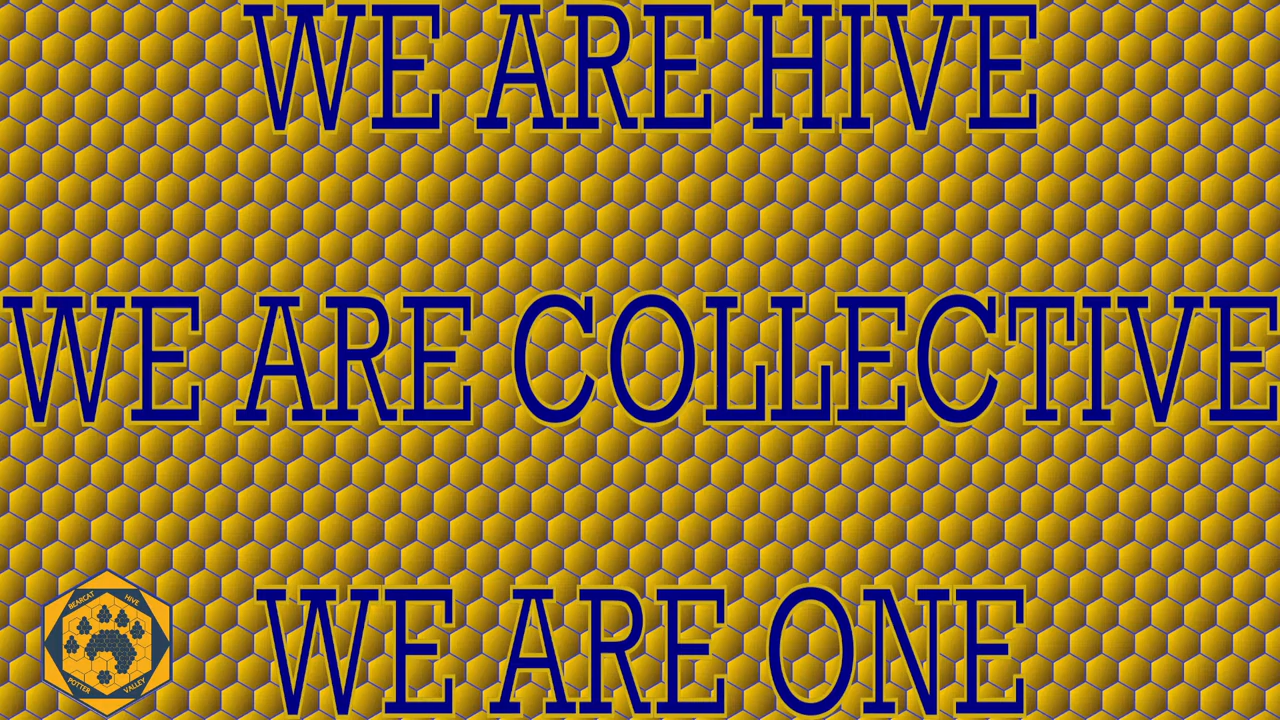 WE ARE HIVE
WE ARE COLLECTIVE
WE ARE ONE
BEARCAT HIVE
POTTER VALLEY